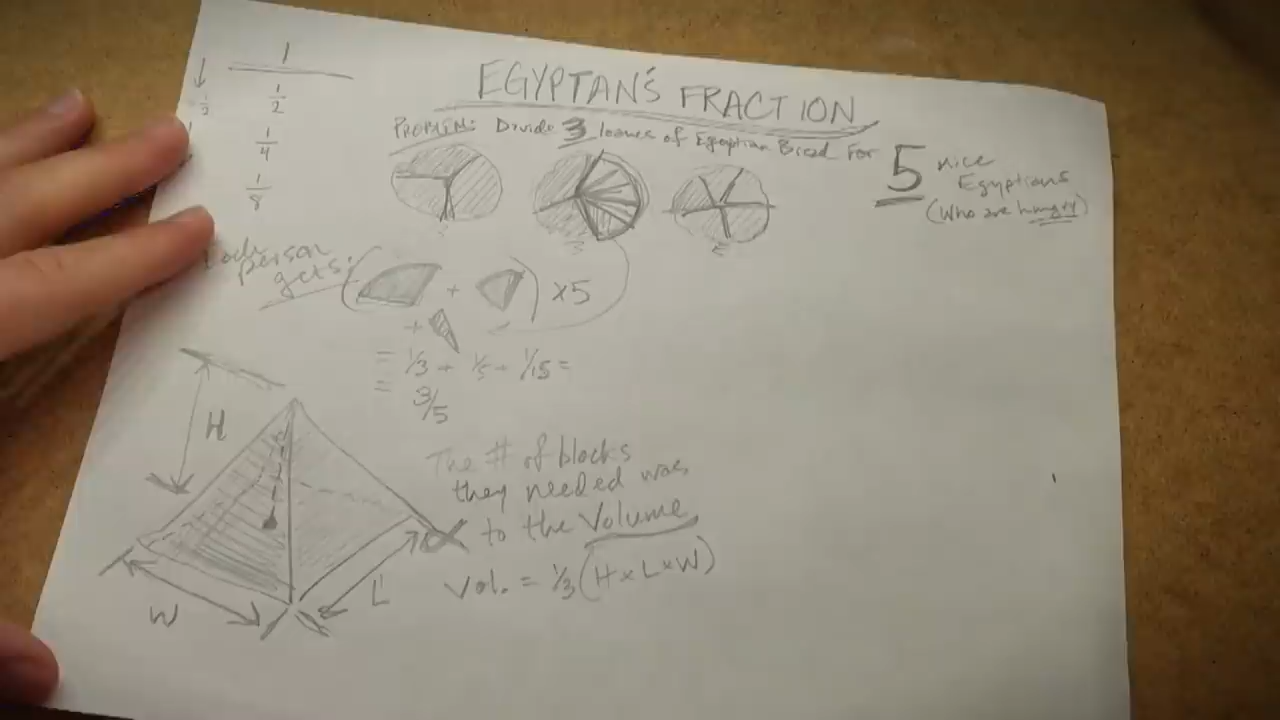 1
1/2
1/4
1/8
EGYPTAN'S FRACTION
PROBLEM: Divide 3 loaves of Egyptian Bread For 5 nice Egyptians (Who are hungry)
3
5
person
gets:
( + + ) x5
= 1/3 + 1/5 + 1/15 =
= 3/5
H
W
L
The # of blocks
they needed was
∝ to the Volume
Vol. = 1/3 (H x L x W)